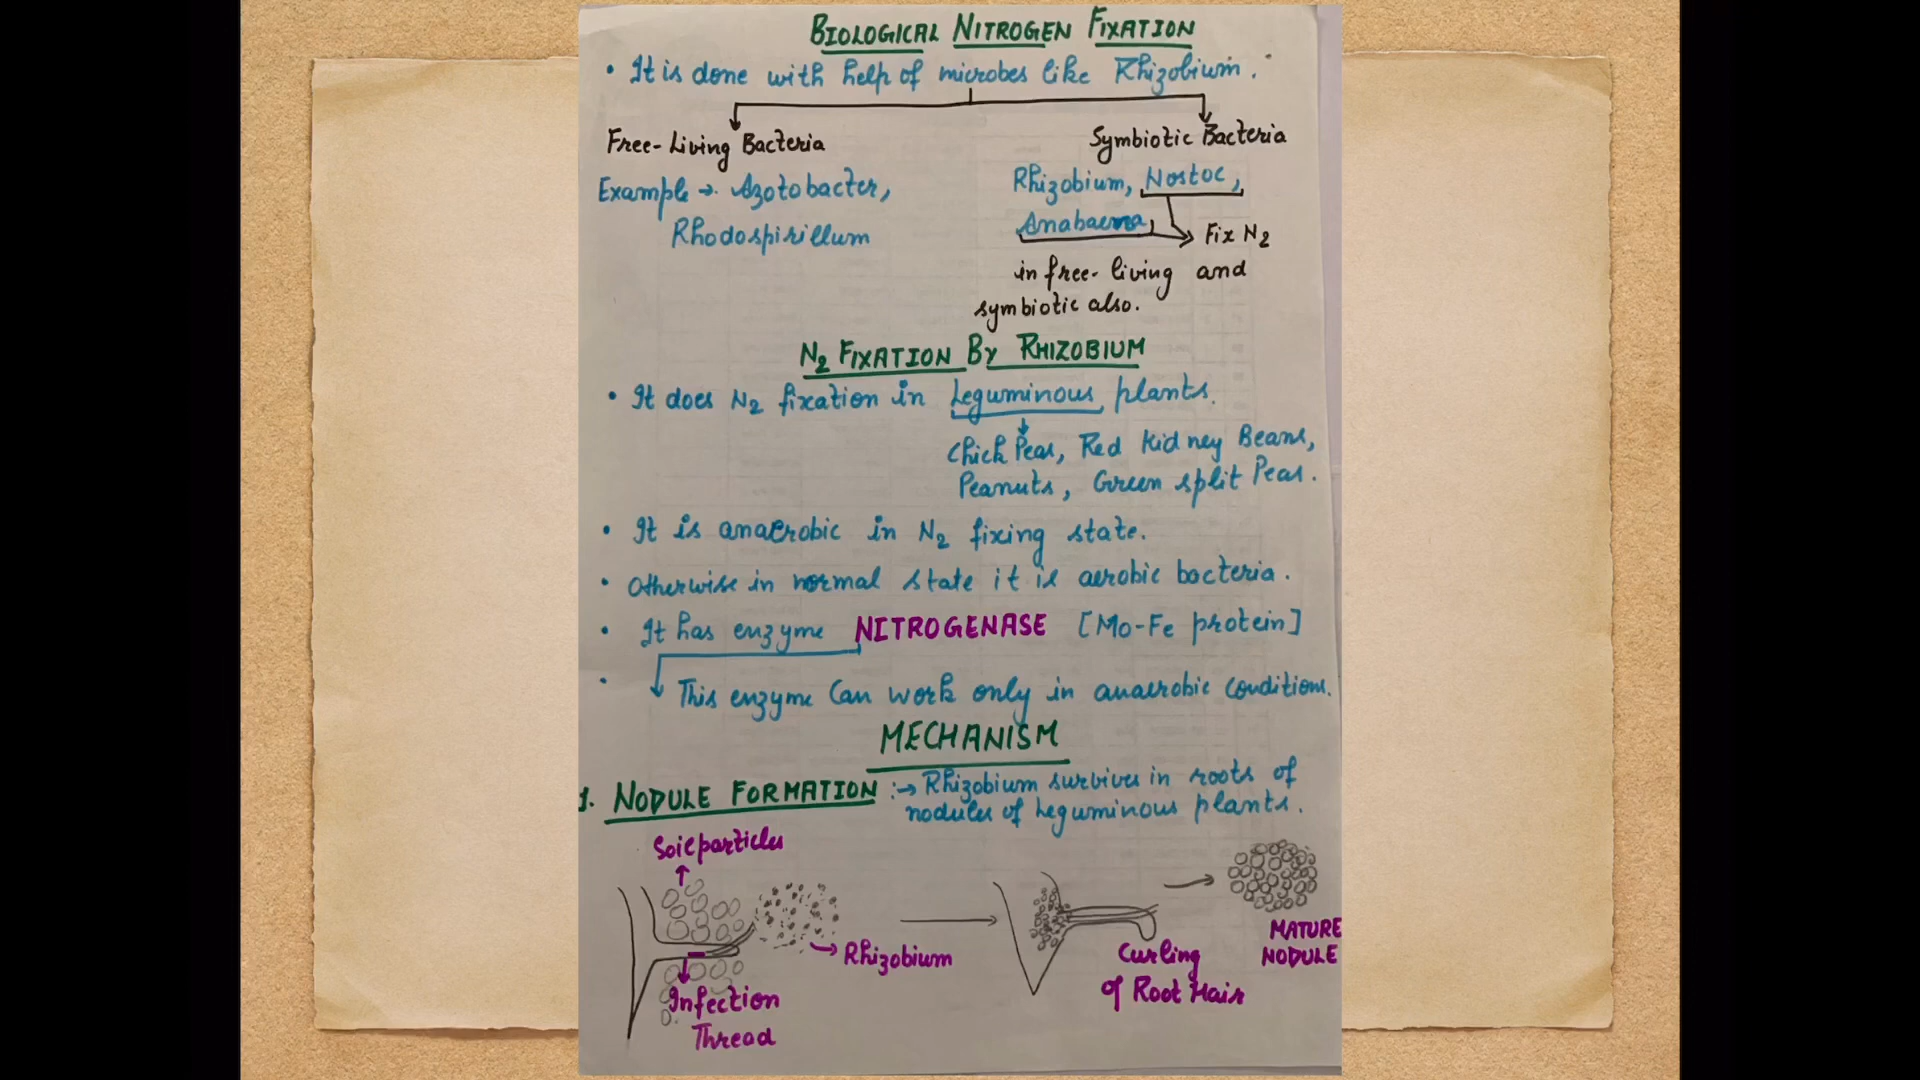 BIOLOGICAL NITROGEN FIXATION
• It is done with help of microbes like Rhizobium.
Free-Living Bacteria
Example → Azotobacter,
Rhodospirillum
Symbiotic Bacteria
Rhizobium, Nostoc,
Anabaena,
→ Fix N2
in free-living and
symbiotic also.
N2 FIXATION BY RHIZOBIUM
• It does N2 fixation in Leguminous plants.
Chick Peas, Red Kidney Beans,
Peanuts, Green split Peas.
• It is anaerobic in N2 fixing state.
• Otherwise in normal state it is aerobic bacteria.
• It has enzyme NITROGENASE [Mo-Fe protein]
• This enzyme Can work only in anaerobic conditions.
MECHANISM
1. NODULE FORMATION :→ Rhizobium survives in roots of
nodules of Leguminous plants.
Soil particles
Rhizobium
Infection
Thread
Curling
of Root Hair
MATURE
NODULE